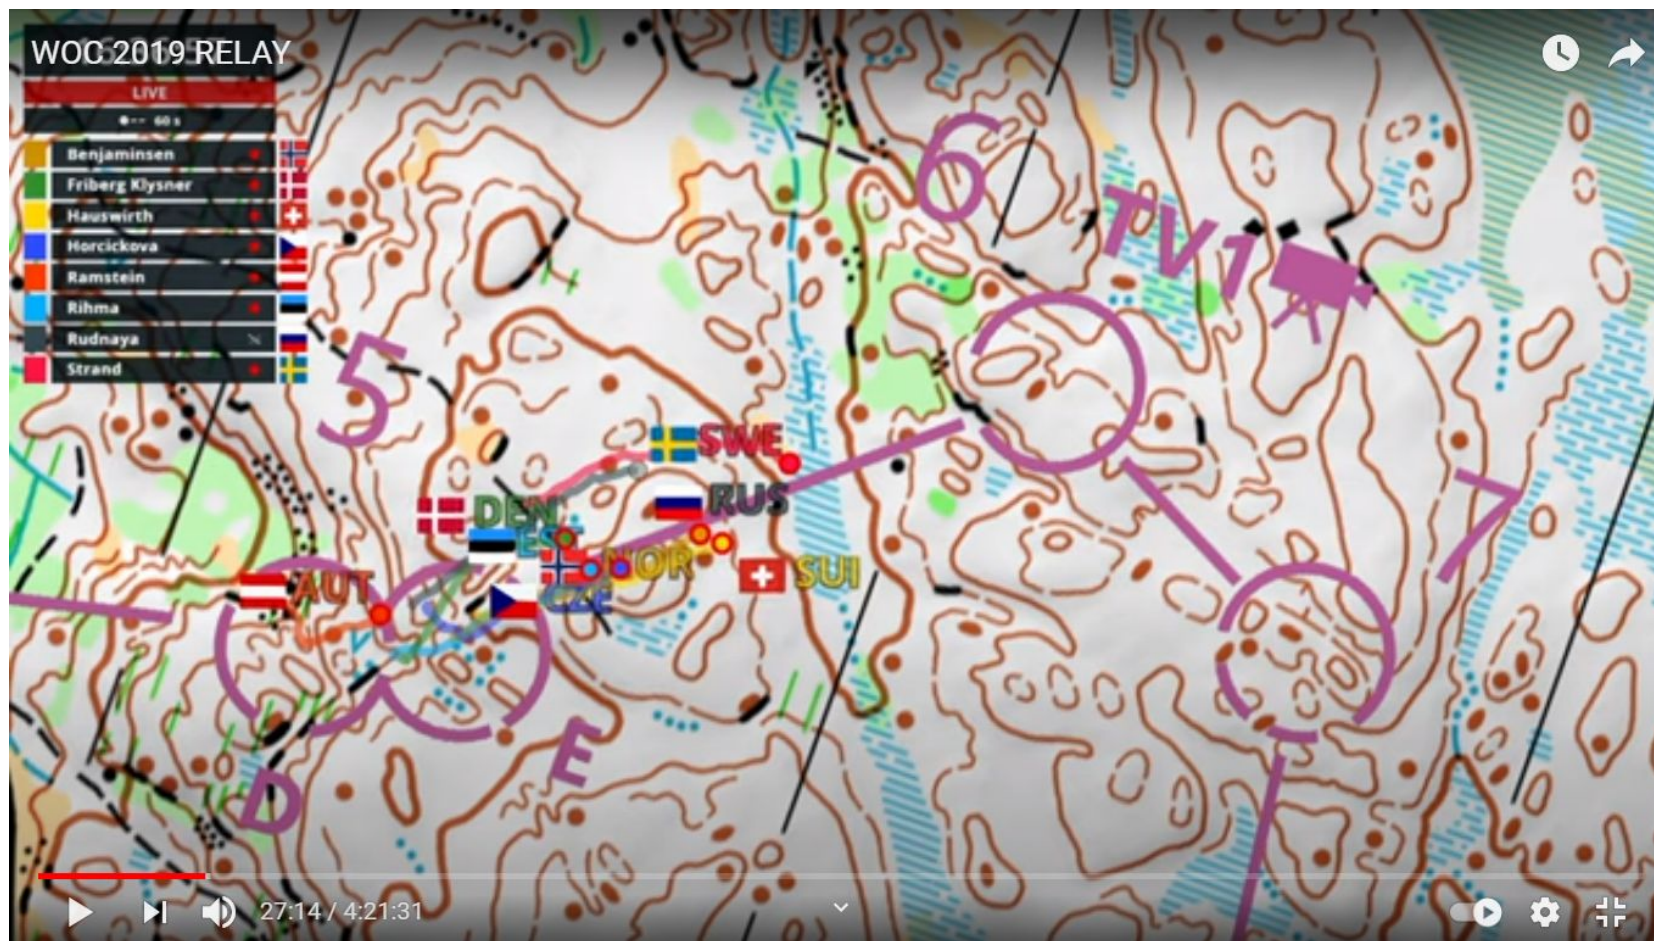 WOC 2019 RELAY
LIVE
60 s
Benjaminsen
Friberg Klysner
Hauswirth
Horcickova
Ramstein
Rihma
Rudnaya
Strand
6
TV1
5
SWE
DEN
RUS
7
EST
NOR
SUI
AUT
CZE
E
D
27:14 / 4:21:31